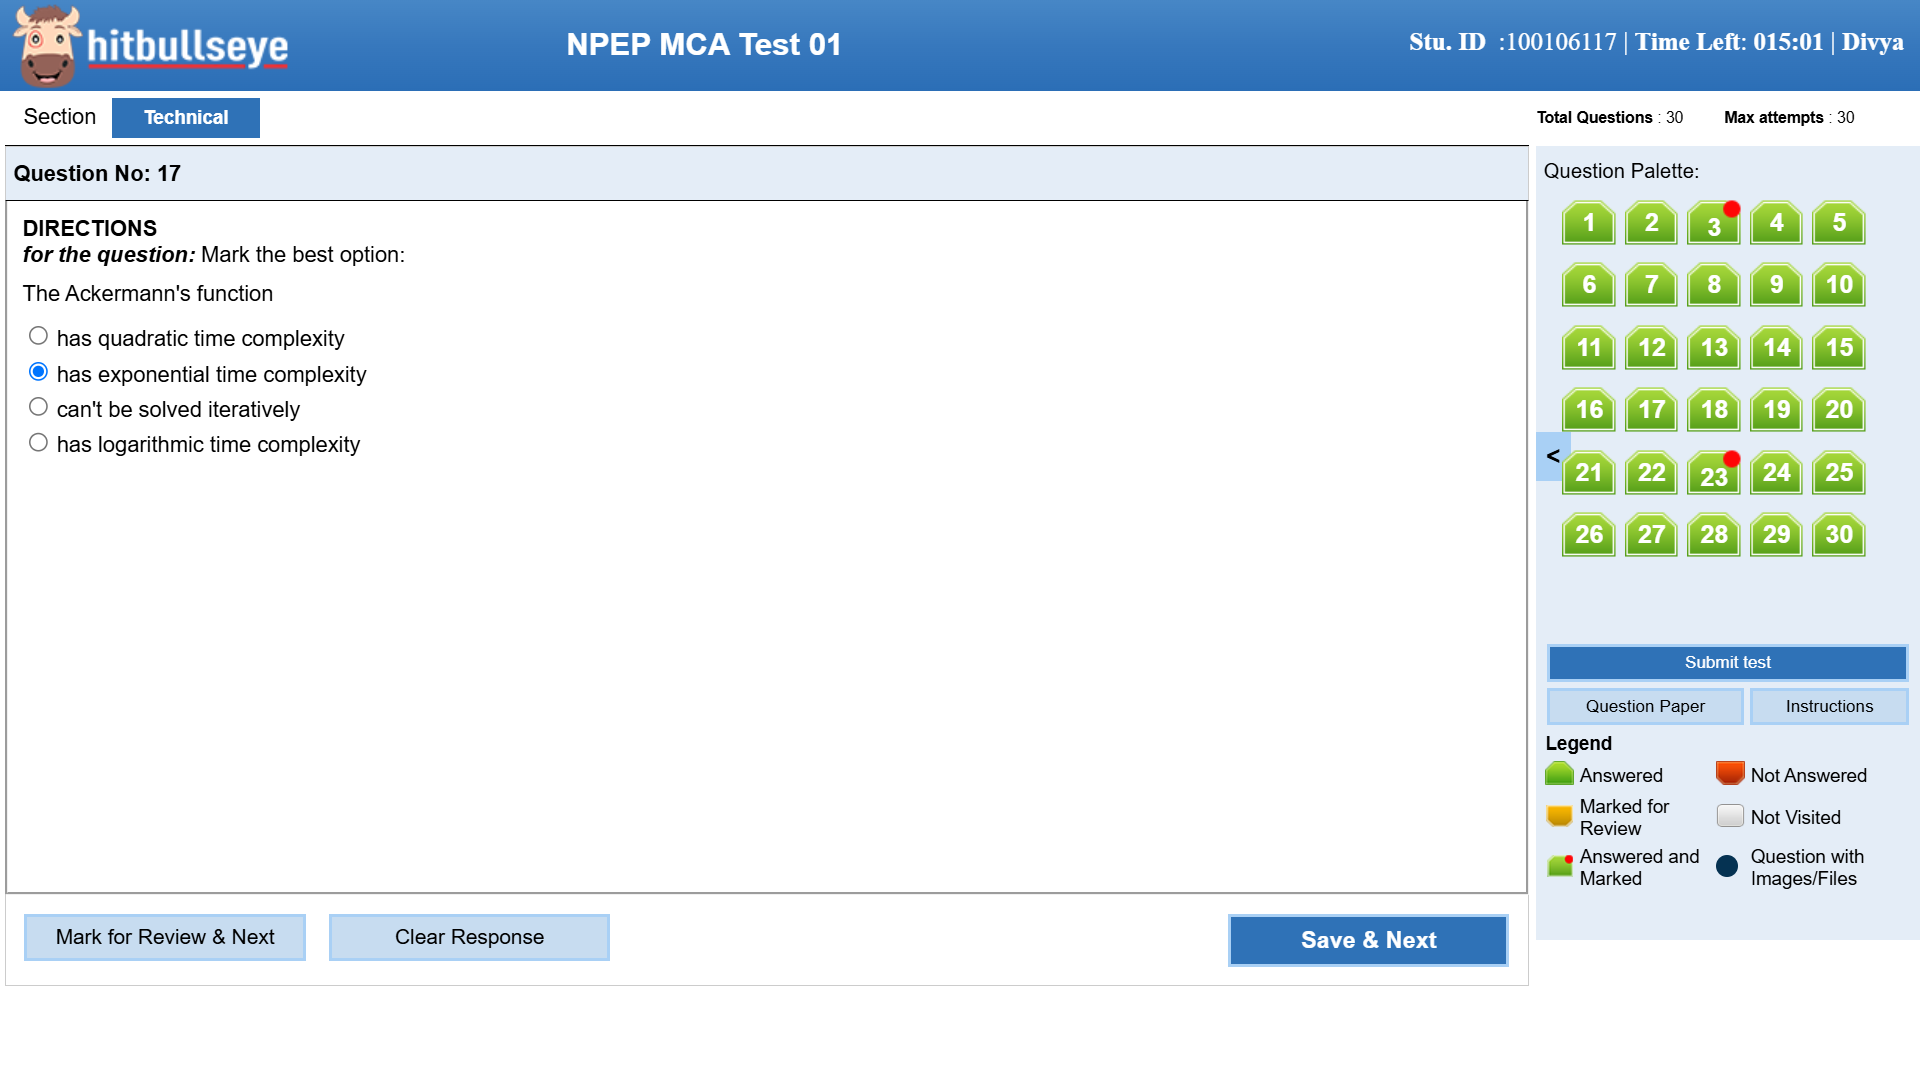 hitbullseye
NPEP MCA Test 01
Stu. ID :100106117 | Time Left: 015:01 | Divya
Section
Technical
Total Questions : 30
Max attempts : 30
Question No: 17
DIRECTIONS
for the question: Mark the best option:
The Ackermann's function
has quadratic time complexity
has exponential time complexity
can't be solved iteratively
has logarithmic time complexity
Mark for Review & Next
Clear Response
Save & Next
Question Palette:
1 2 3 4 5
6 7 8 9 10
11 12 13 14 15
16 17 18 19 20
<
21 22 23 24 25
26 27 28 29 30
Submit test
Question Paper
Instructions
Legend
Answered
Not Answered
Marked for
Review
Not Visited
Answered and
Marked
Question with
Images/Files